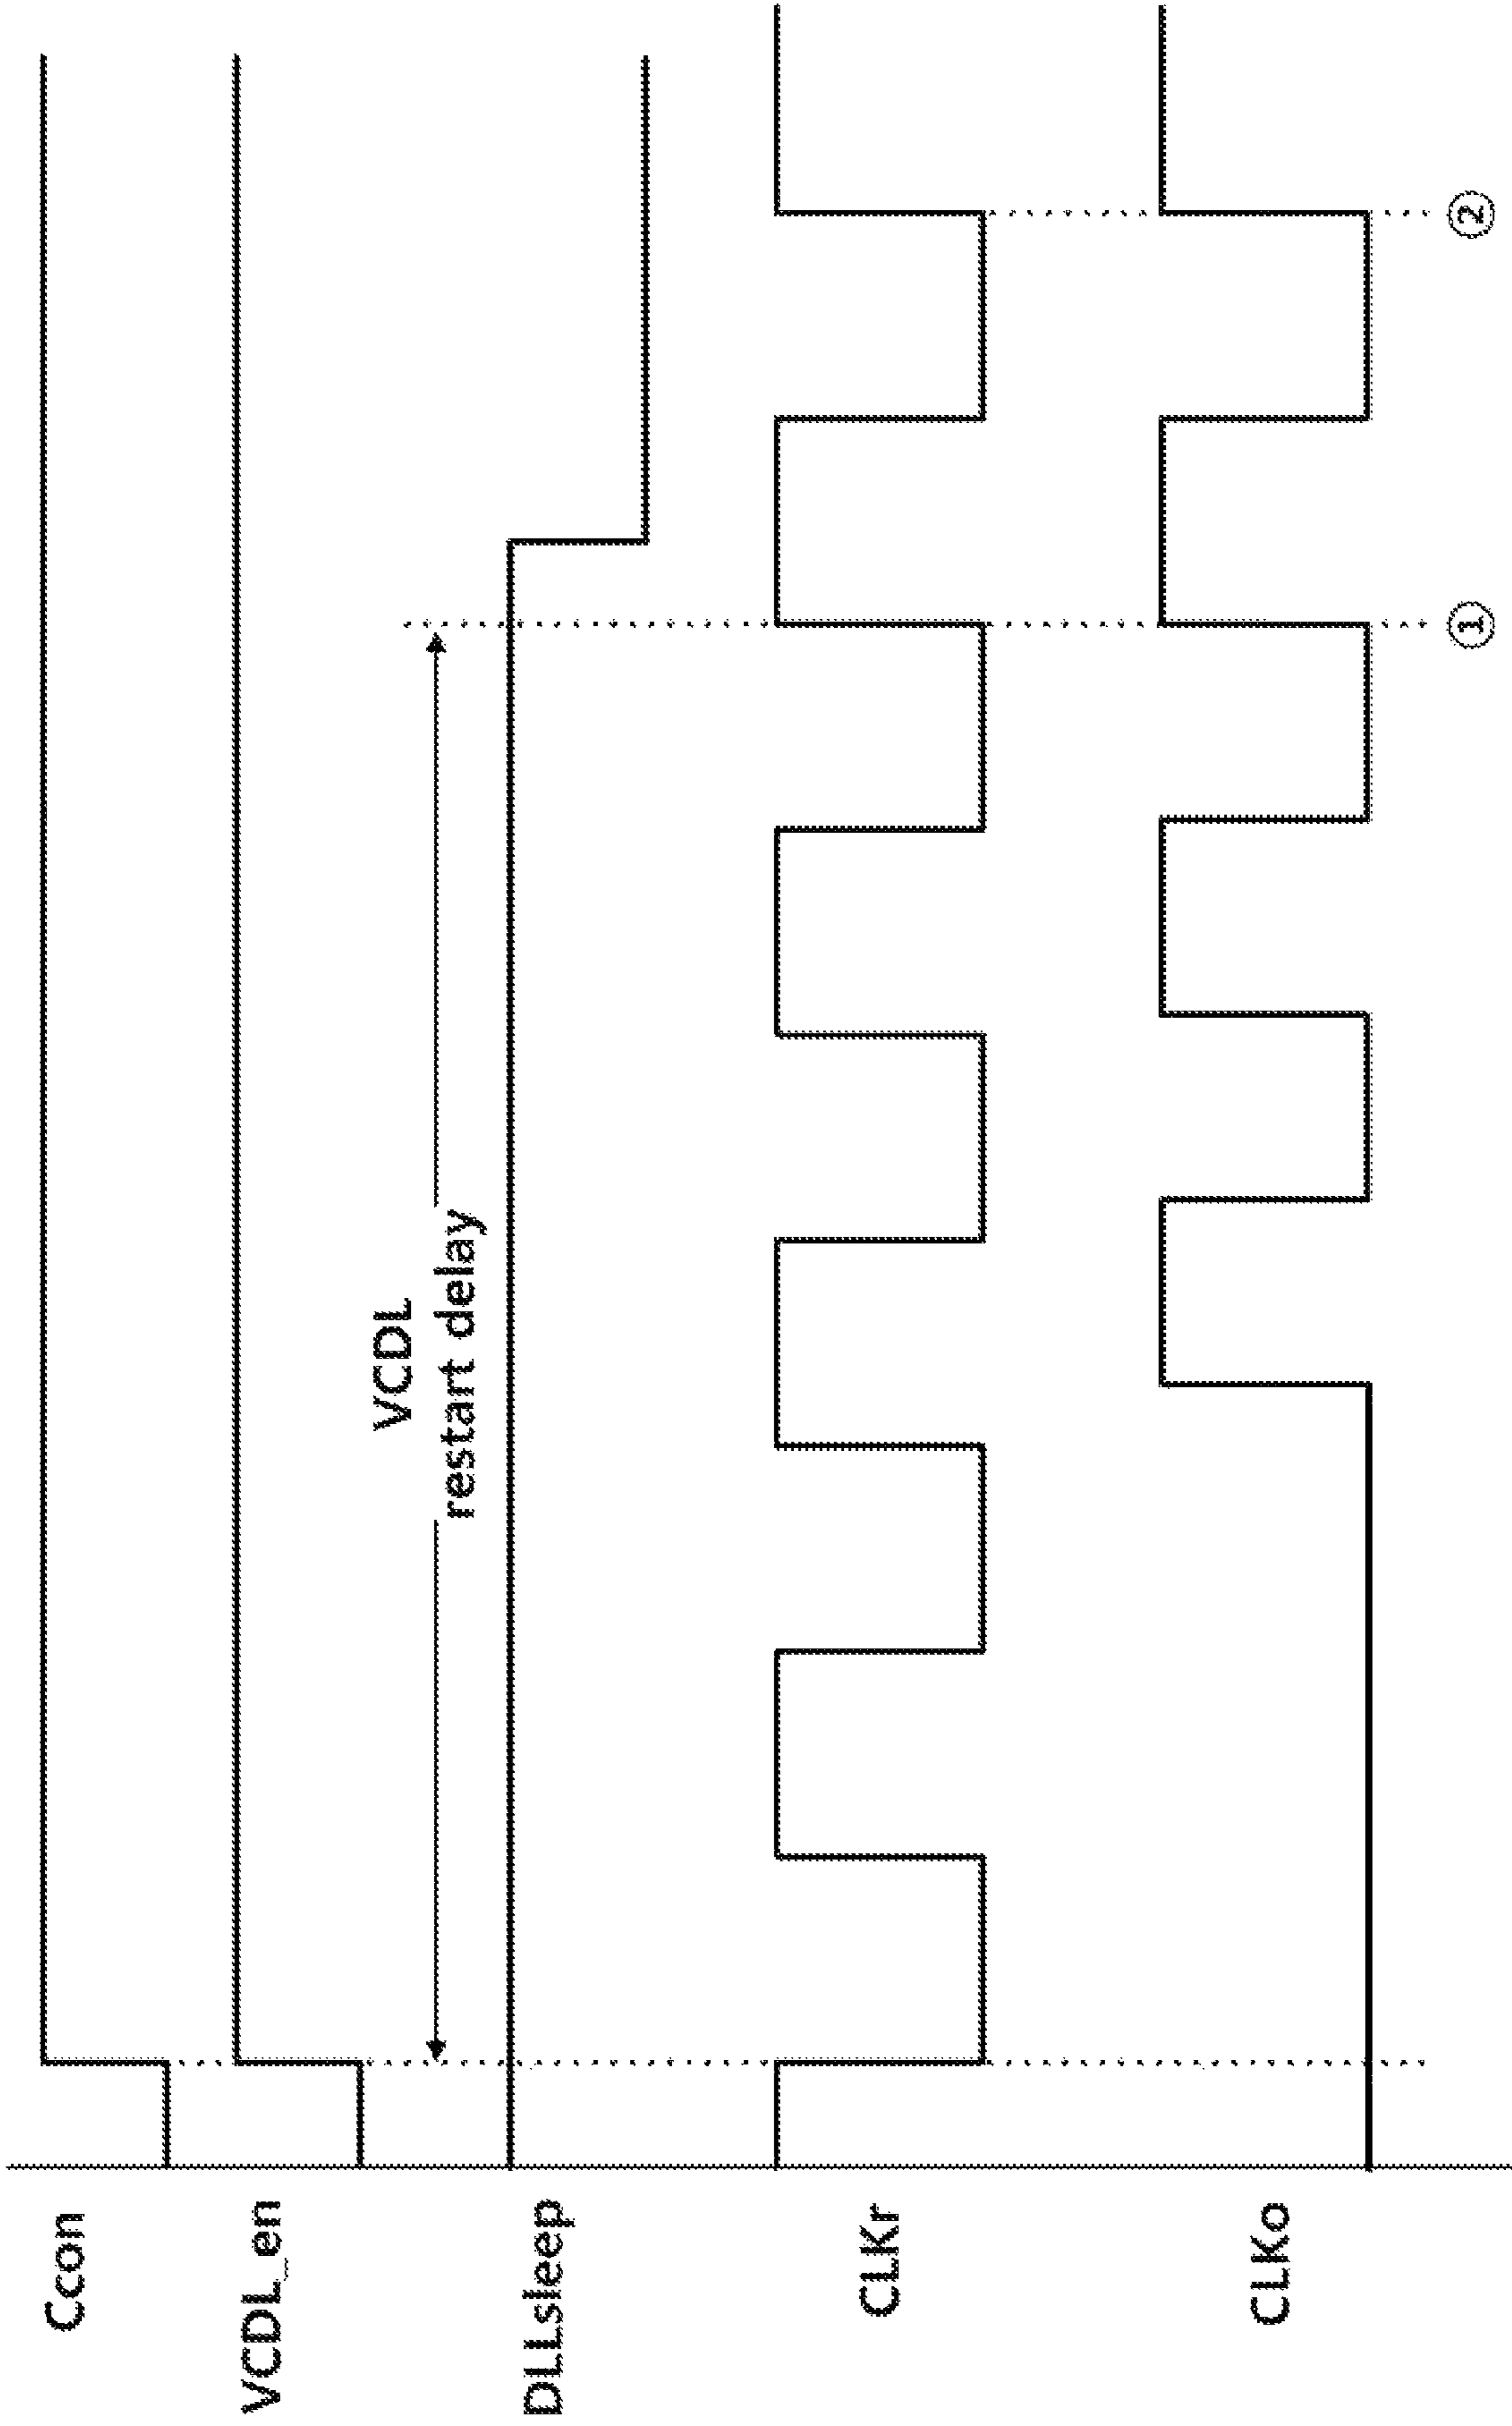 Ccon
VCDL_en
VCDL
restart delay
DLLsleep
CLKr
CLKo
① ②